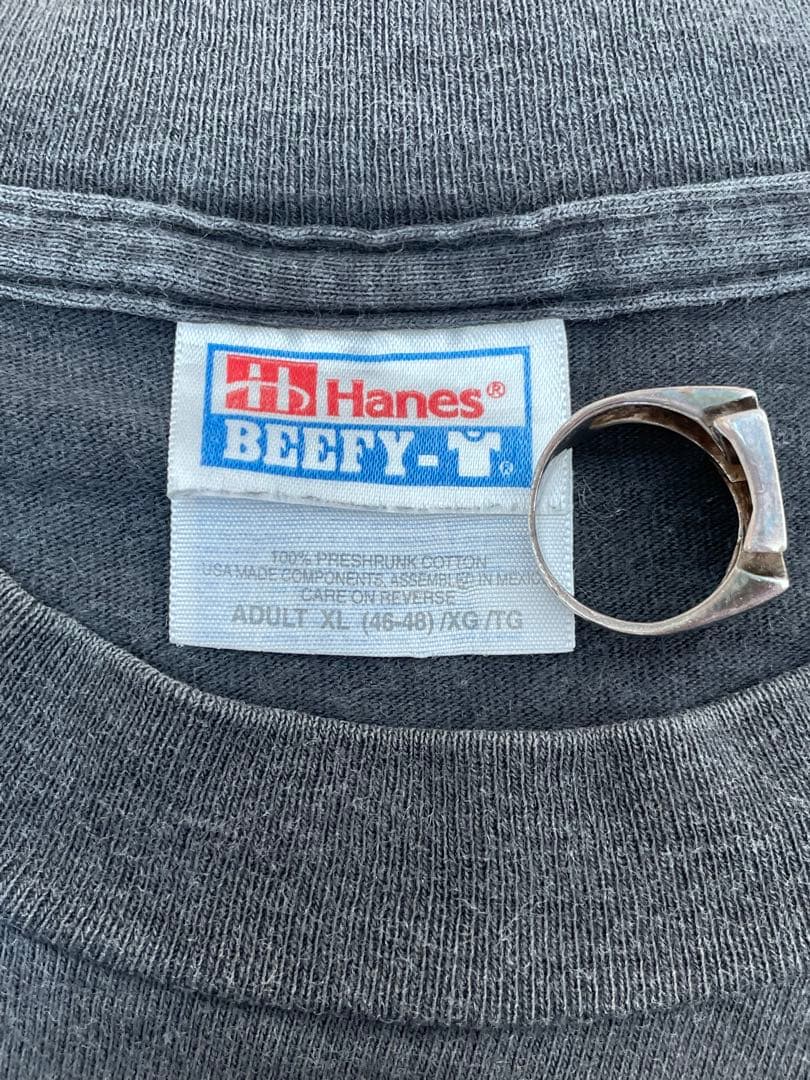 Hanes®
BEEFY-T®
100% PRESHRUNK COTTON
USA MADE COMPONENTS, ASSEMBLED IN MEXICO
CARE ON REVERSE
ADULT XL (46-48) /XG /TG